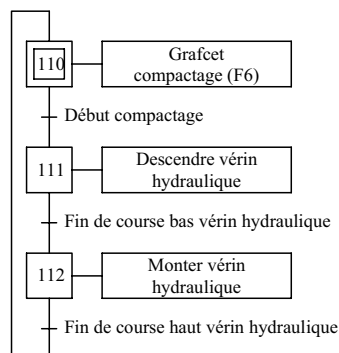 110
Grafcet
compactage (F6)
Début compactage
111
Descendre vérin
hydraulique
Fin de course bas vérin hydraulique
112
Monter vérin
hydraulique
Fin de course haut vérin hydraulique